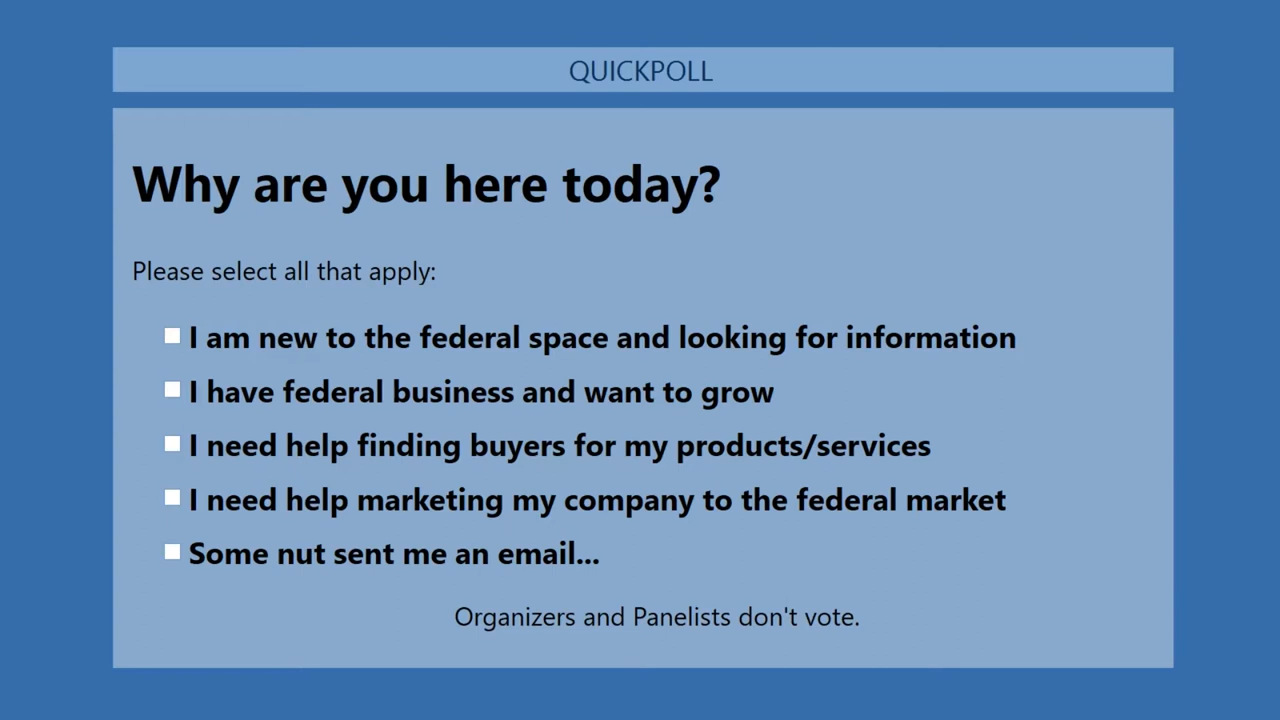 QUICKPOLL
Why are you here today?
Please select all that apply:
I am new to the federal space and looking for information
I have federal business and want to grow
I need help finding buyers for my products/services
I need help marketing my company to the federal market
Some nut sent me an email...
Organizers and Panelists don't vote.